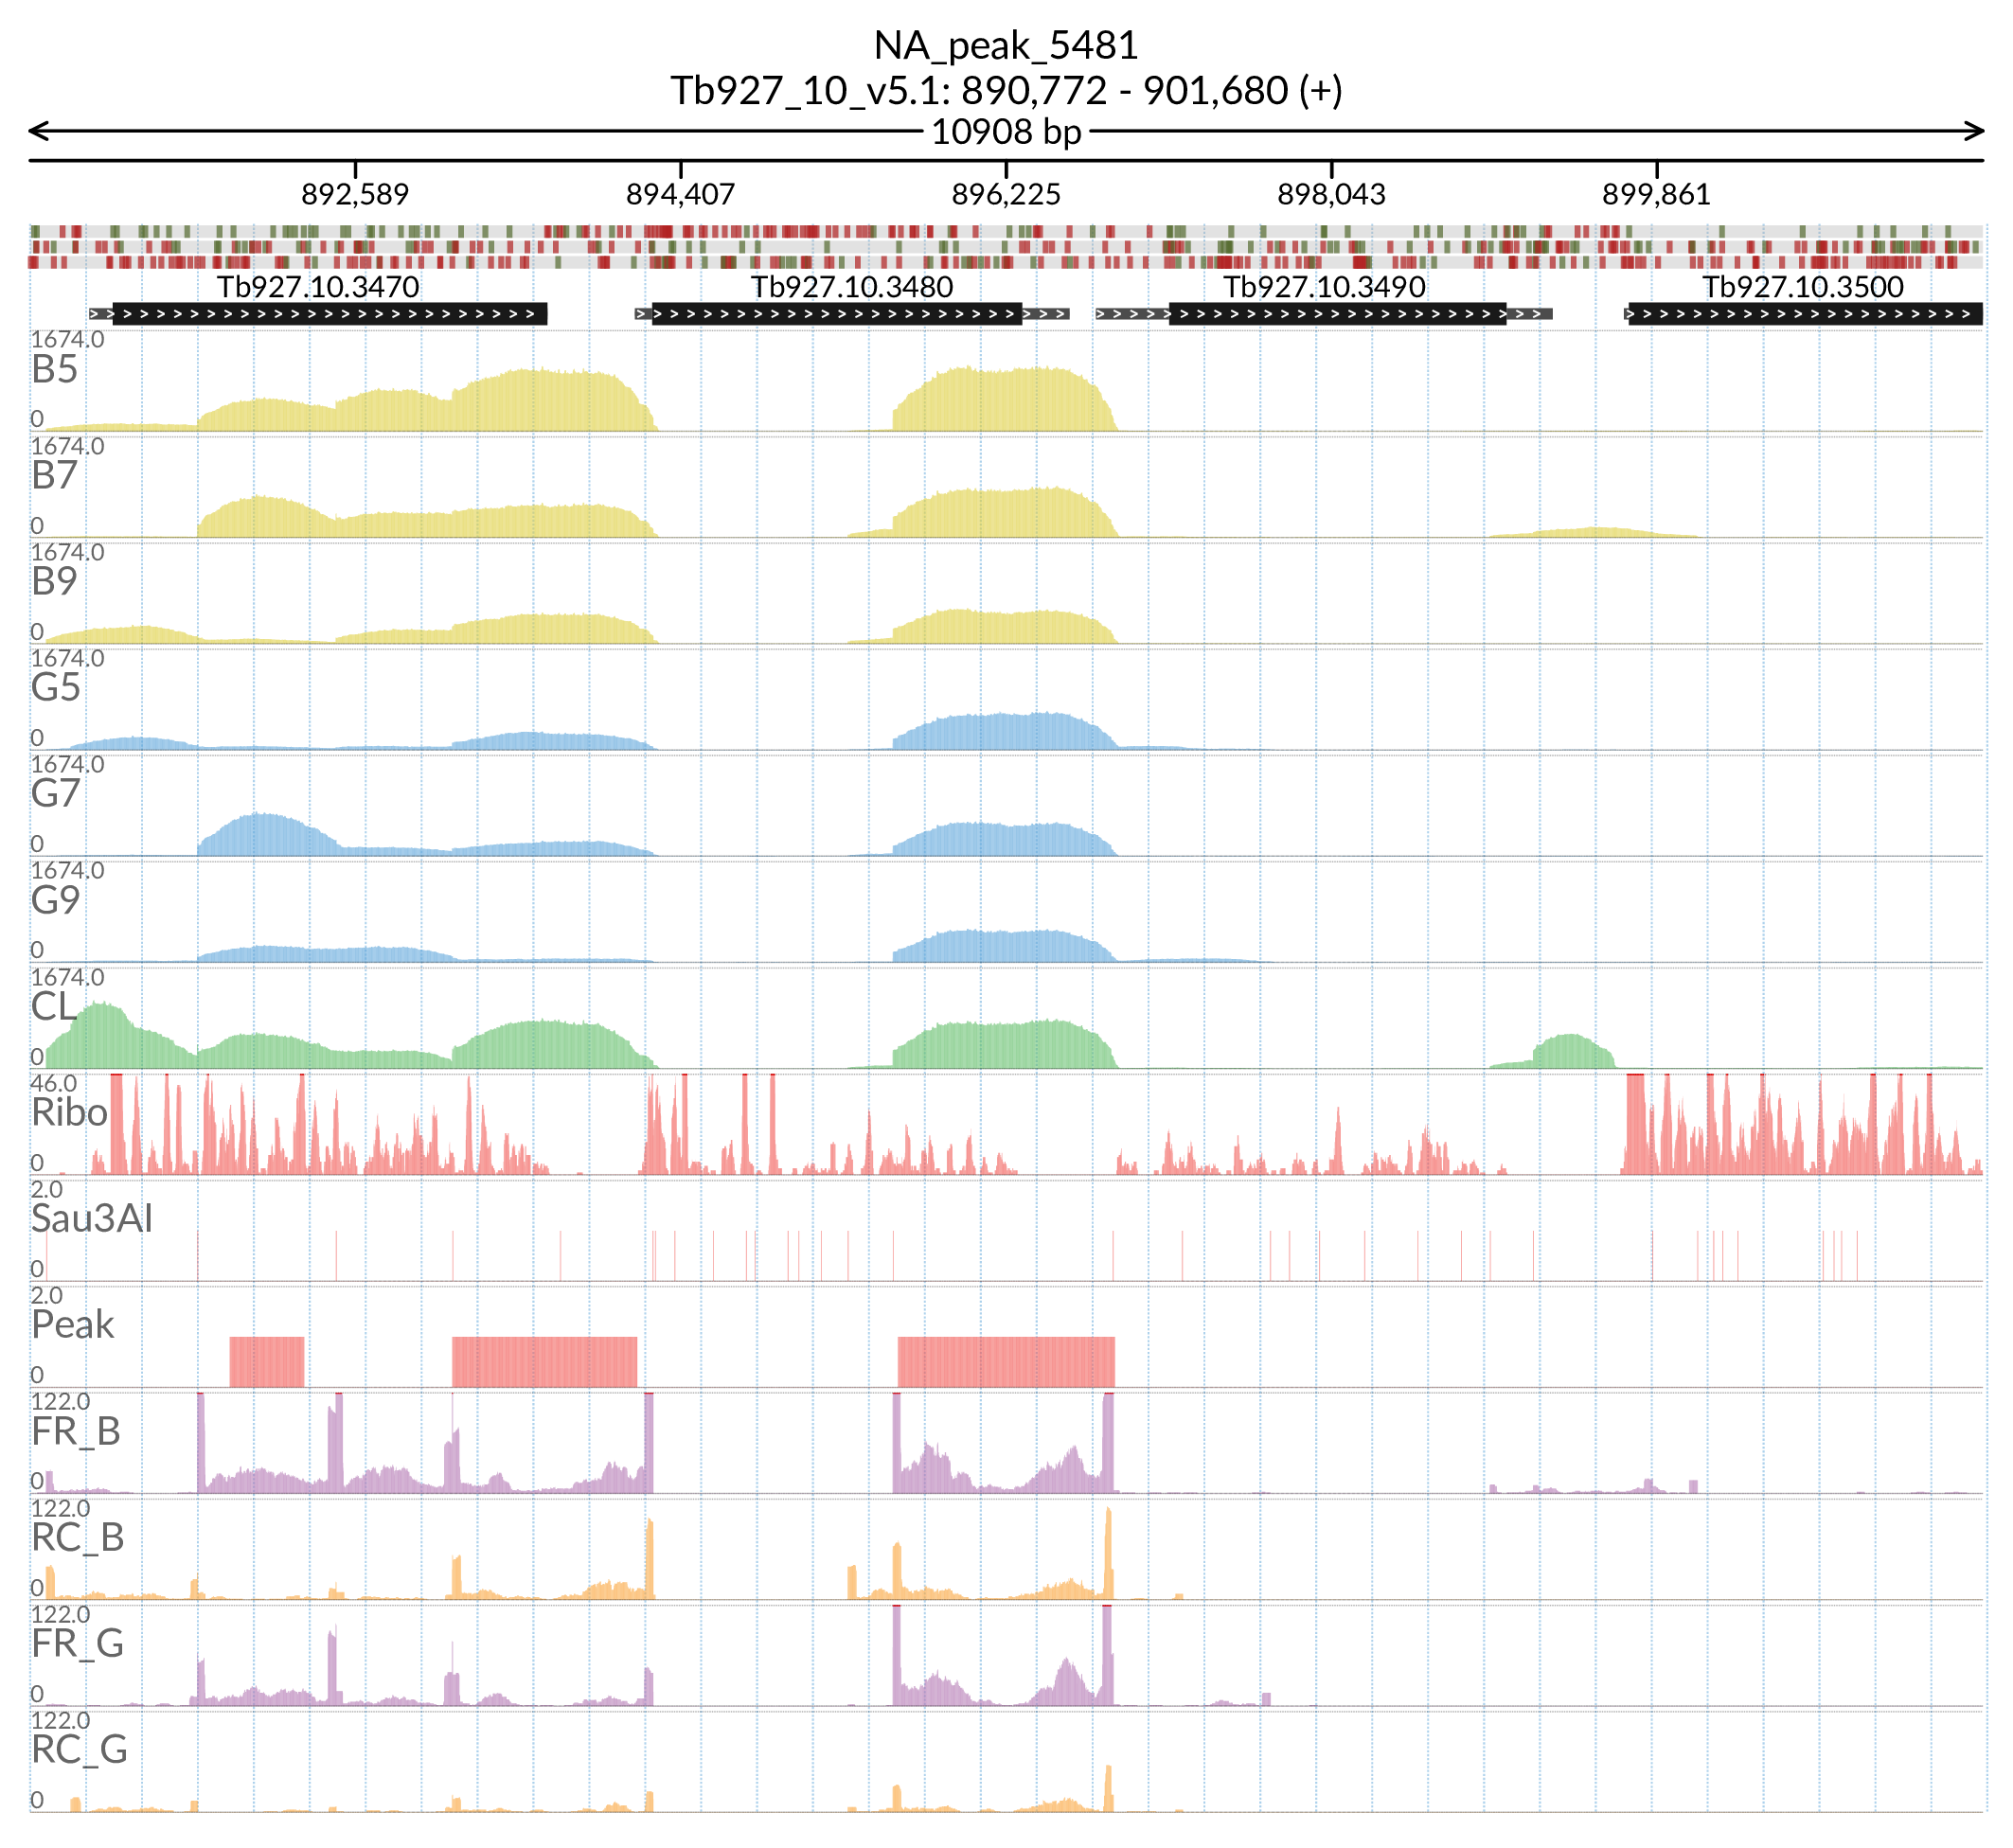 NA_peak_5481
Tb927_10_v5.1: 890,772 - 901,680 (+)
10908 bp
892,589 894,407 896,225 898,043 899,861
Tb927.10.3470 Tb927.10.3480 Tb927.10.3490 Tb927.10.3500
1674.0
B5
0
1674.0
B7
0
1674.0
B9
0
1674.0
G5
0
1674.0
G7
0
1674.0
G9
0
1674.0
CL
0
46.0
Ribo
0
2.0
Sau3AI
0
2.0
Peak
0
122.0
FR_B
0
122.0
RC_B
0
122.0
FR_G
0
122.0
RC_G
0